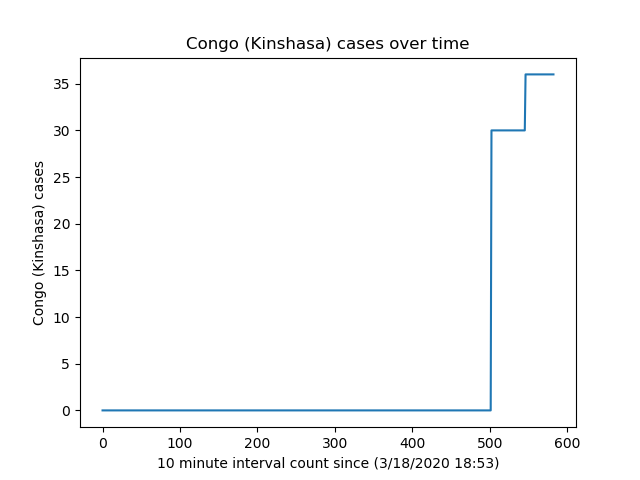 Congo (Kinshasa) cases over time
Congo (Kinshasa) cases
35
30
25
20
15
10
5
0
0 100 200 300 400 500 600
10 minute interval count since (3/18/2020 18:53)